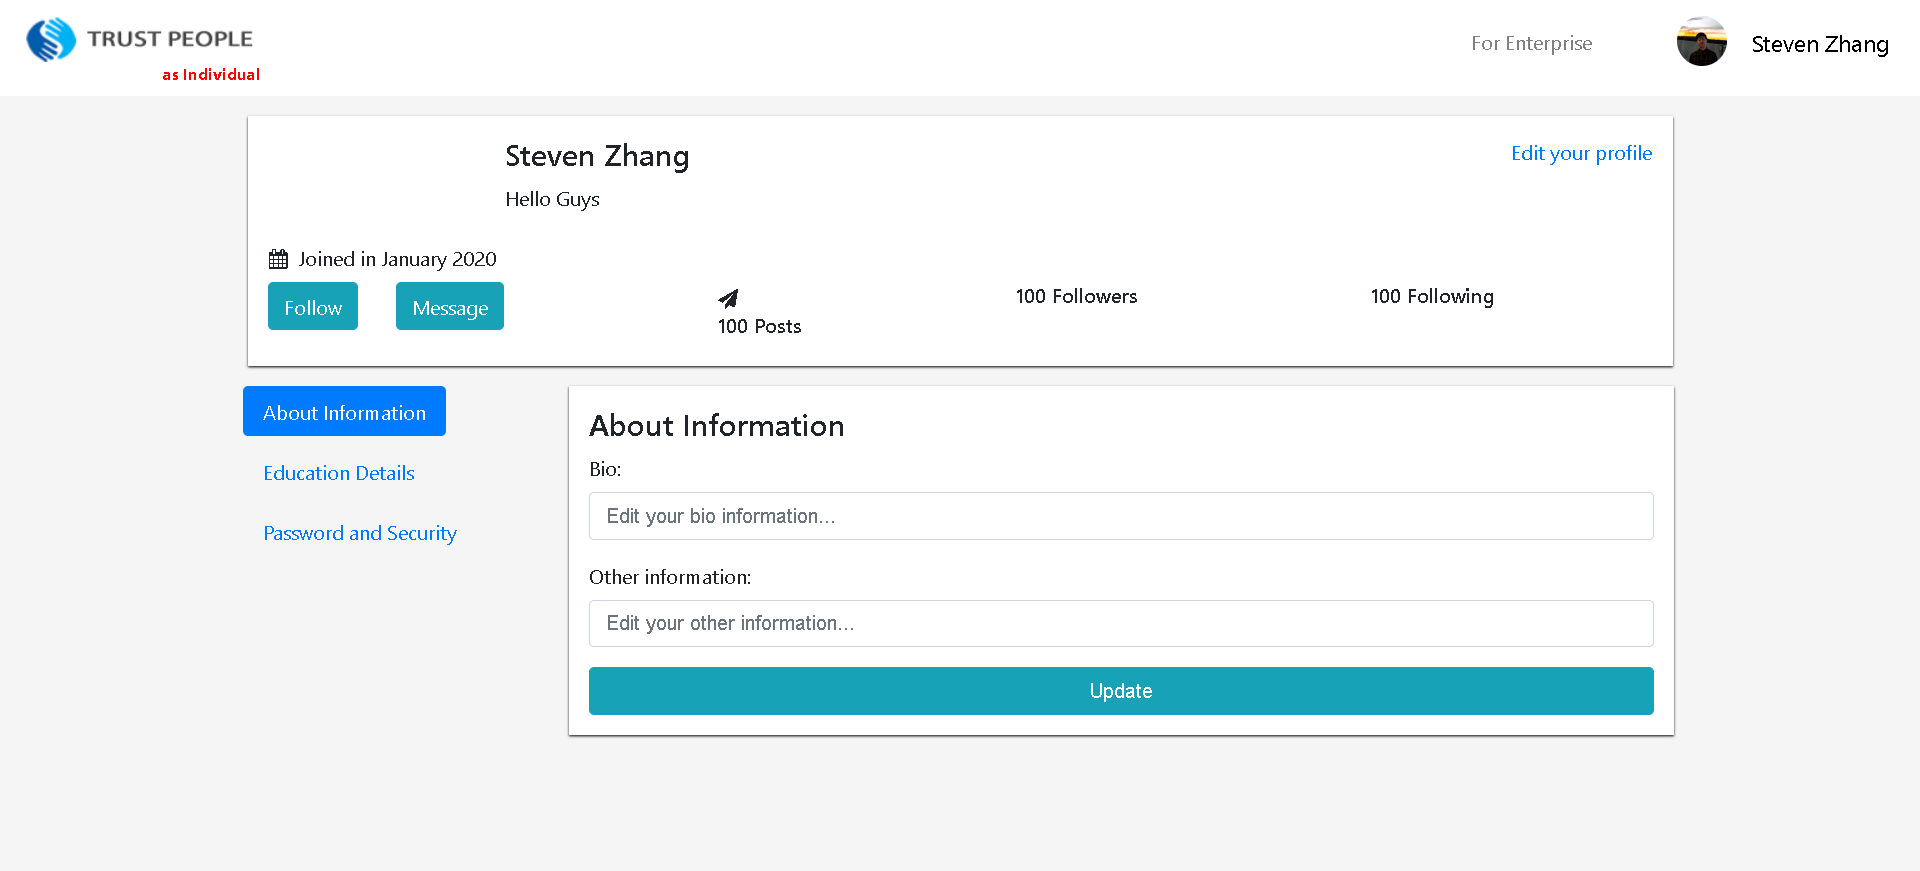 TRUST PEOPLE
as Individual
For Enterprise
Steven Zhang
Steven Zhang
Edit your profile
Hello Guys
Joined in January 2020
Follow
Message
100 Posts
100 Followers
100 Following
About Information
Education Details
Password and Security
About Information
Bio:
Edit your bio information...
Other information:
Edit your other information...
Update